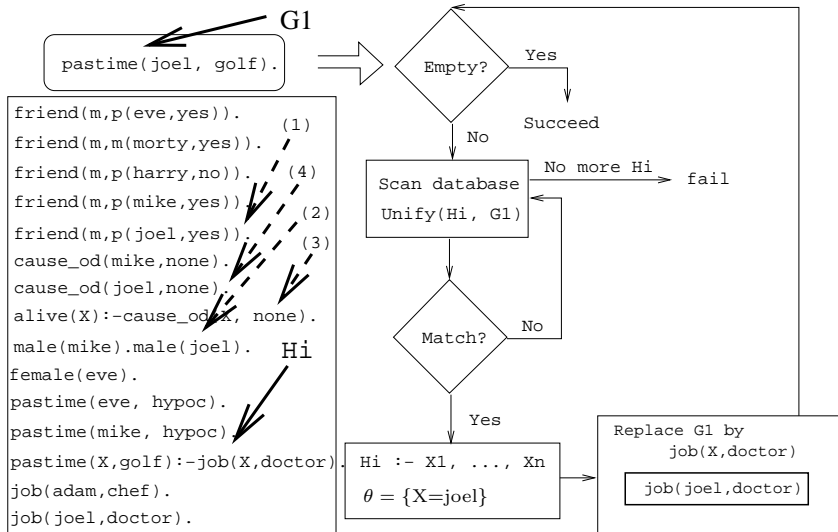 G1
pastime(joel, golf).
friend(m,p(eve,yes)).
friend(m,m(morty,yes)).
friend(m,p(harry,no)).
friend(m,p(mike,yes)).
friend(m,p(joel,yes)).
cause_od(mike,none).
cause_od(joel,none).
alive(X):-cause_od(X, none).
male(mike).male(joel).
female(eve).
pastime(eve, hypoc).
pastime(mike, hypoc).
pastime(X,golf):-job(X,doctor).
job(adam,chef).
job(joel,doctor).
(1)
(4)
(2)
(3)
Hi
Empty?
Yes
Succeed
No
Scan database
Unify(Hi, G1)
No more Hi
fail
Match?
No
Yes
Hi :- X1, ..., Xn
θ = {X=joel}
Replace G1 by
job(X,doctor)
job(joel,doctor)